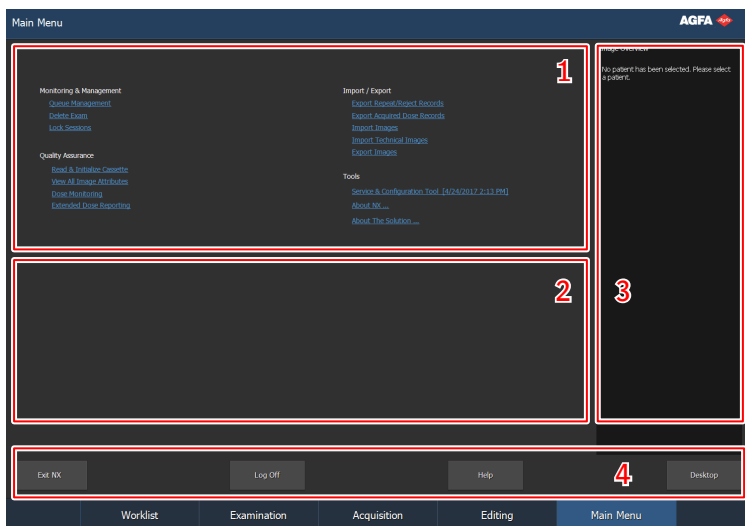 Main Menu
AGFA
1
Monitoring & Management
Queue Management
Delete Exam
Lock Sessions
Quality Assurance
Read & Initialize Cassette
View All Image Attributes
Dose Monitoring
Extended Dose Reporting
Import / Export
Export Repeat/Reject Records
Export Acquired Dose Records
Import Images
Import Technical Images
Export Images
Tools
Service & Configuration Tool [4/24/2017 2:13 PM]
About NX ...
About The Solution ...
2
Image Overview
No patient has been selected. Please select
a patient.
3
Exit NX
Log Off
Help
4
Desktop
Worklist
Examination
Acquisition
Editing
Main Menu